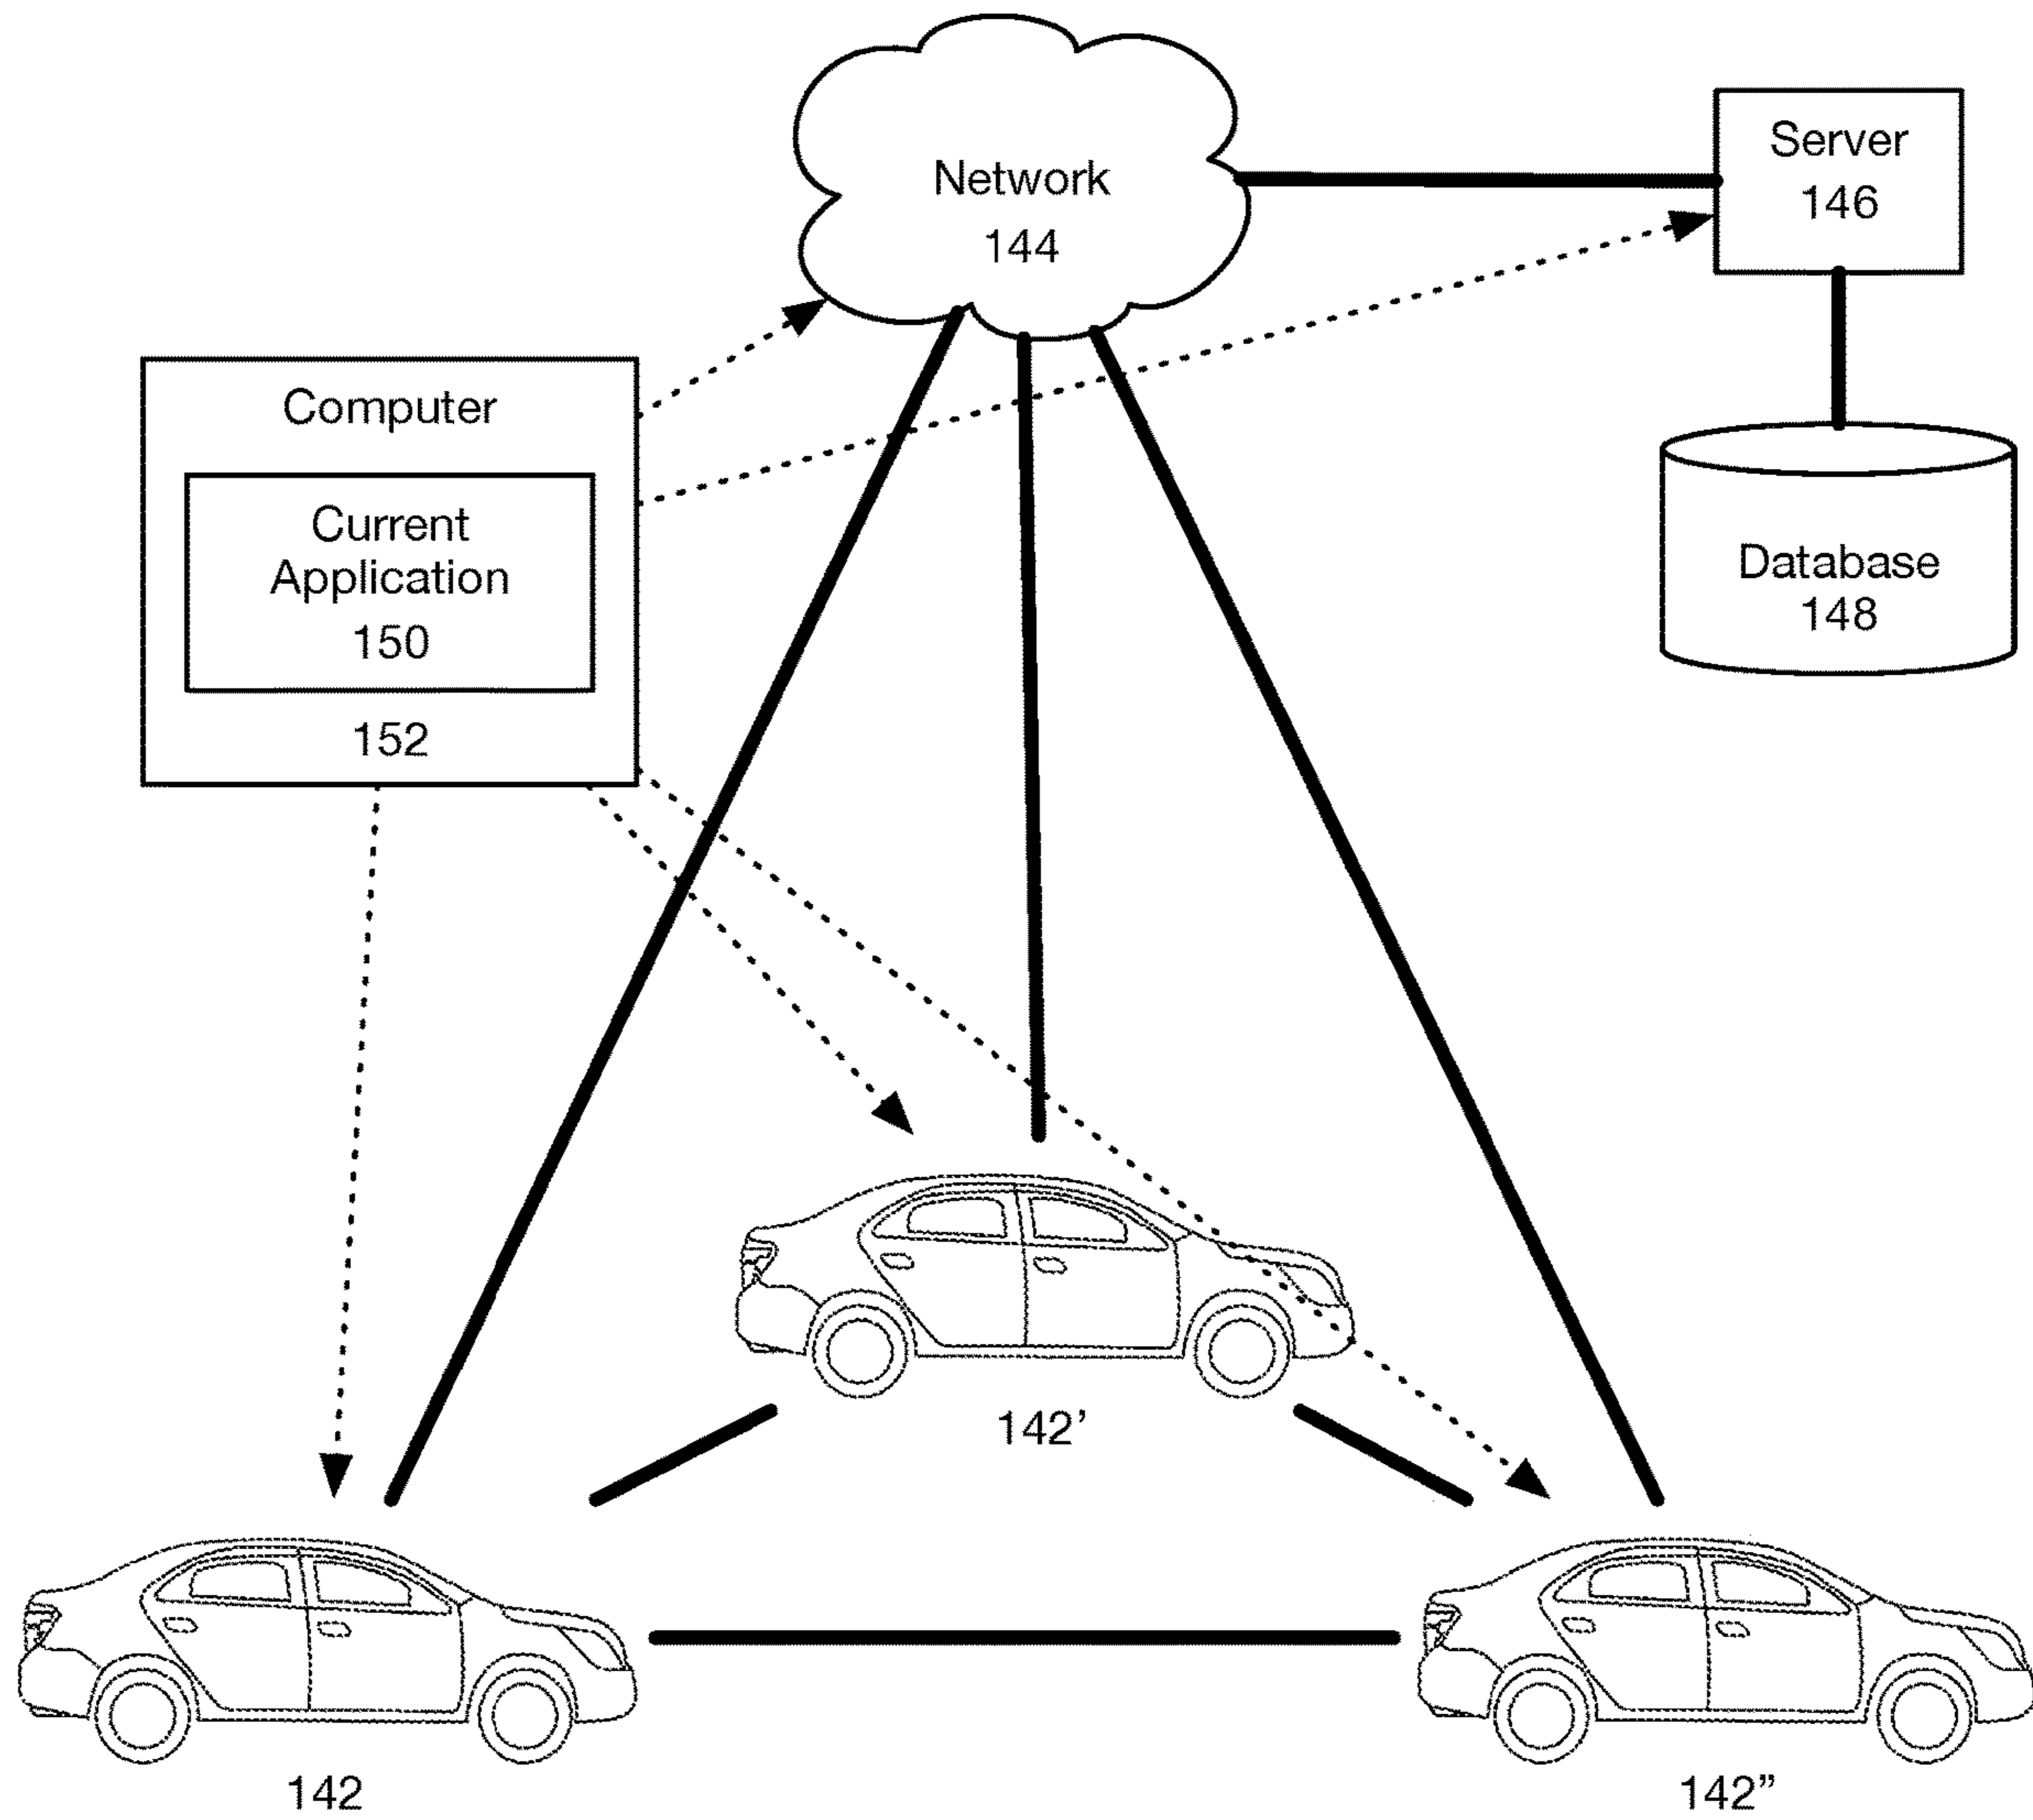 Network
144
Server
146
Computer
Current
Application
150
152
Database
148
142’
142
142”